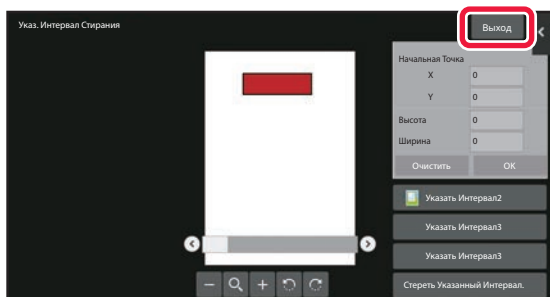 Указ. Интервал Стирания
Выход
Начальная Точка
X 0
Y 0
Высота 0
Ширина 0
Очистить OK
Указать Интервал2
Указать Интервал3
Указать Интервал3
Стереть Указанный Интервал.